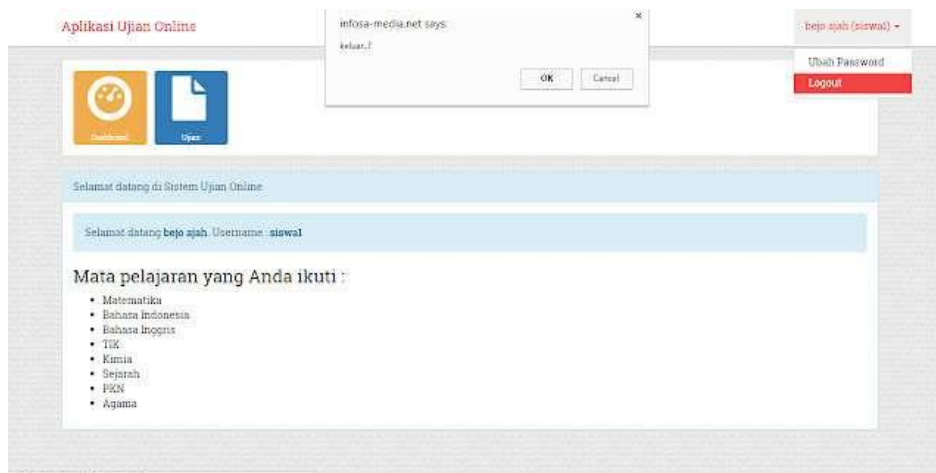 Aplikasi Ujian Online
infosa-media.net says:
keluar..?
OK
Cancel
bejo ajah (siswa1)
Ubah Password
Logout
Dashboard
Ujian
Selamat datang di Sistem Ujian Online
Selamat datang bejo ajah. Username : siswa1
Mata pelajaran yang Anda ikuti :
Matematika
Bahasa Indonesia
Bahasa Inggris
TIK
Kimia
Sejarah
PKN
Agama